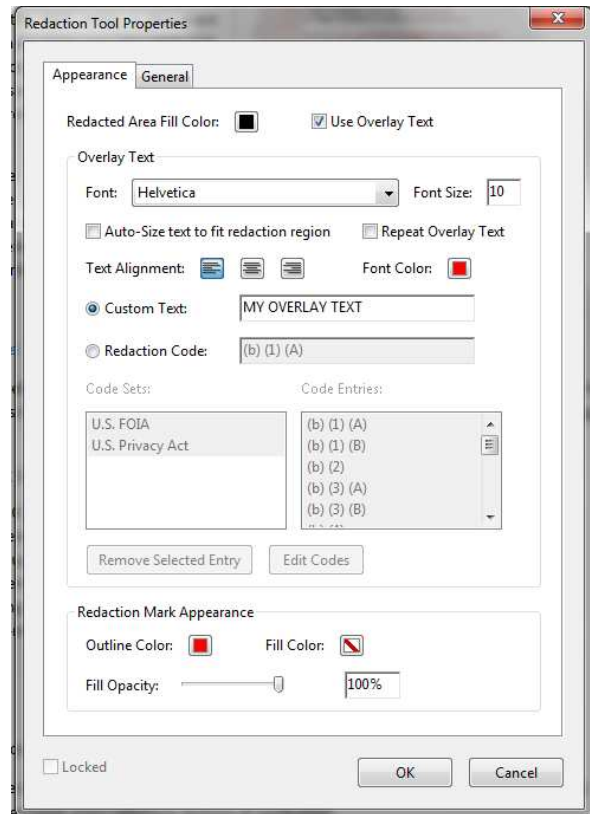 Redaction Tool Properties
Appearance General
Redacted Area Fill Color: Use Overlay Text
Overlay Text
Font: Helvetica Font Size: 10
Auto-Size text to fit redaction region Repeat Overlay Text
Text Alignment: Font Color:
Custom Text: MY OVERLAY TEXT
Redaction Code: (b) (1) (A)
Code Sets: Code Entries:
U.S. FOIA (b) (1) (A)
U.S. Privacy Act (b) (1) (B)
(b) (2)
(b) (3) (A)
(b) (3) (B)
Remove Selected Entry Edit Codes
Redaction Mark Appearance
Outline Color: Fill Color:
Fill Opacity: 100%
Locked OK Cancel